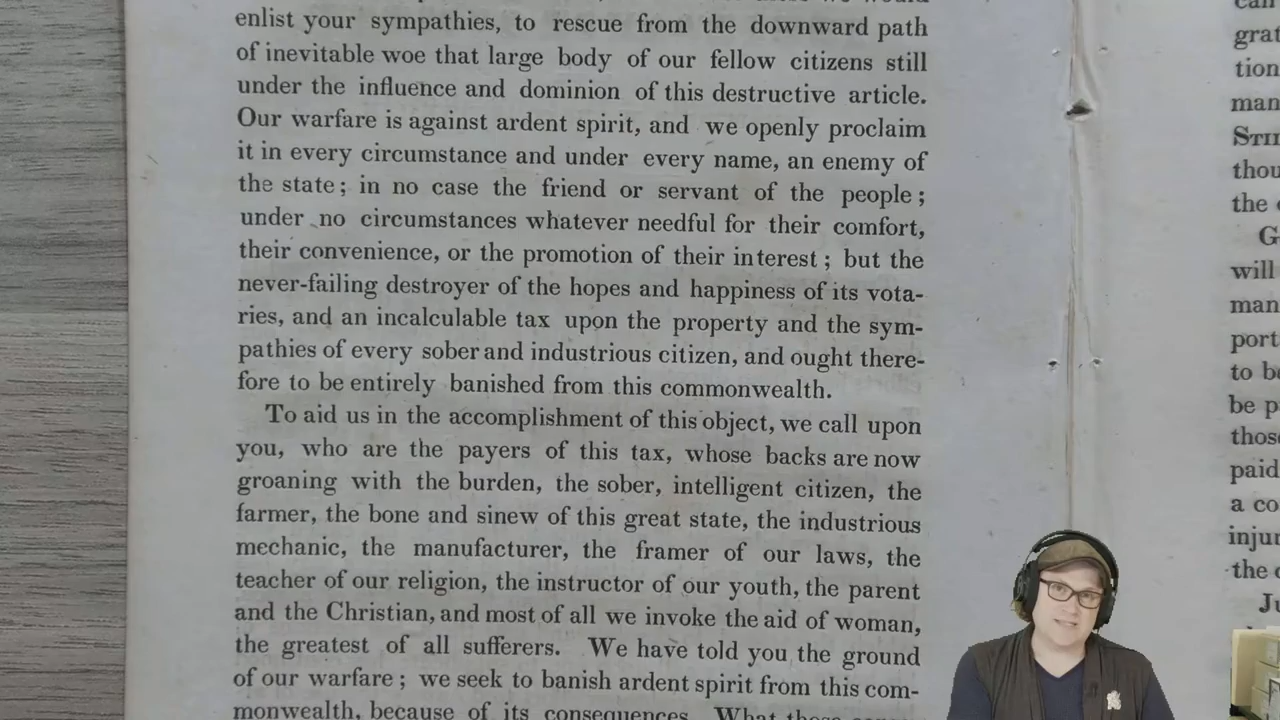 enlist your sympathies, to rescue from the downward path
of inevitable woe that large body of our fellow citizens still
under the influence and dominion of this destructive article.
Our warfare is against ardent spirit, and we openly proclaim
it in every circumstance and under every name, an enemy of
the state; in no case the friend or servant of the people;
under no circumstances whatever needful for their comfort,
their convenience, or the promotion of their interest; but the
never-failing destroyer of the hopes and happiness of its vota-
ries, and an incalculable tax upon the property and the sym-
pathies of every sober and industrious citizen, and ought there-
fore to be entirely banished from this commonwealth.
To aid us in the accomplishment of this object, we call upon
you, who are the payers of this tax, whose backs are now
groaning with the burden, the sober, intelligent citizen, the
farmer, the bone and sinew of this great state, the industrious
mechanic, the manufacturer, the framer of our laws, the
teacher of our religion, the instructor of our youth, the parent
and the Christian, and most of all we invoke the aid of woman,
the greatest of all sufferers. We have told you the ground
of our warfare; we seek to banish ardent spirit from this com-
monwealth, because of its consequences. What
can
grat
tion
man
thou
the
G
will
man
port
to be
be p
those
paid
a co
injur
the